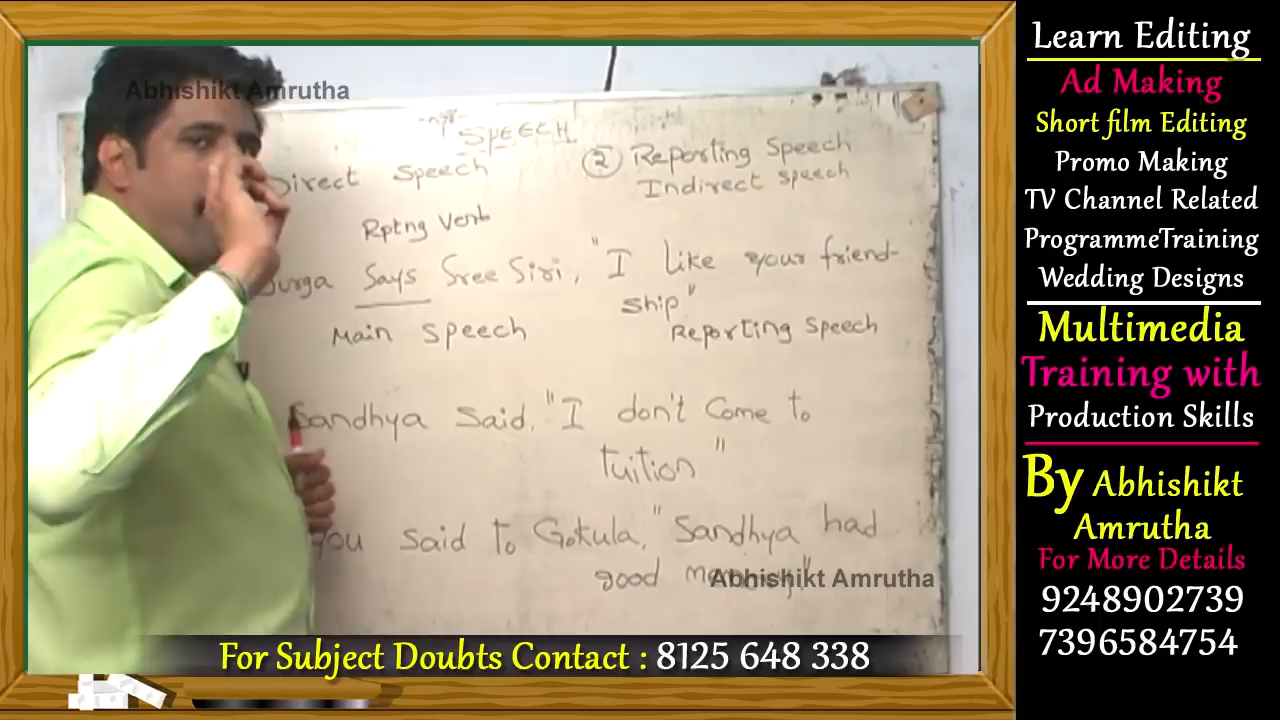 Abhishikt Amrutha
SPEECH
Direct Speech
② Reporting Speech
Indirect speech
Rptng Verb
Durga Says Sree Siri, "I like your friend-
ship"
Main Speech
Reporting Speech
Sandhya said, "I don't come to
tuition"
You said to Gokula, "Sandhya had
good
Abhishikt Amrutha
For Subject Doubts Contact : 8125 648 338
Learn Editing
Ad Making
Short film Editing
Promo Making
TV Channel Related
ProgrammeTraining
Wedding Designs
Multimedia
Training with
Production Skills
By Abhishikt
Amrutha
For More Details
9248902739
7396584754